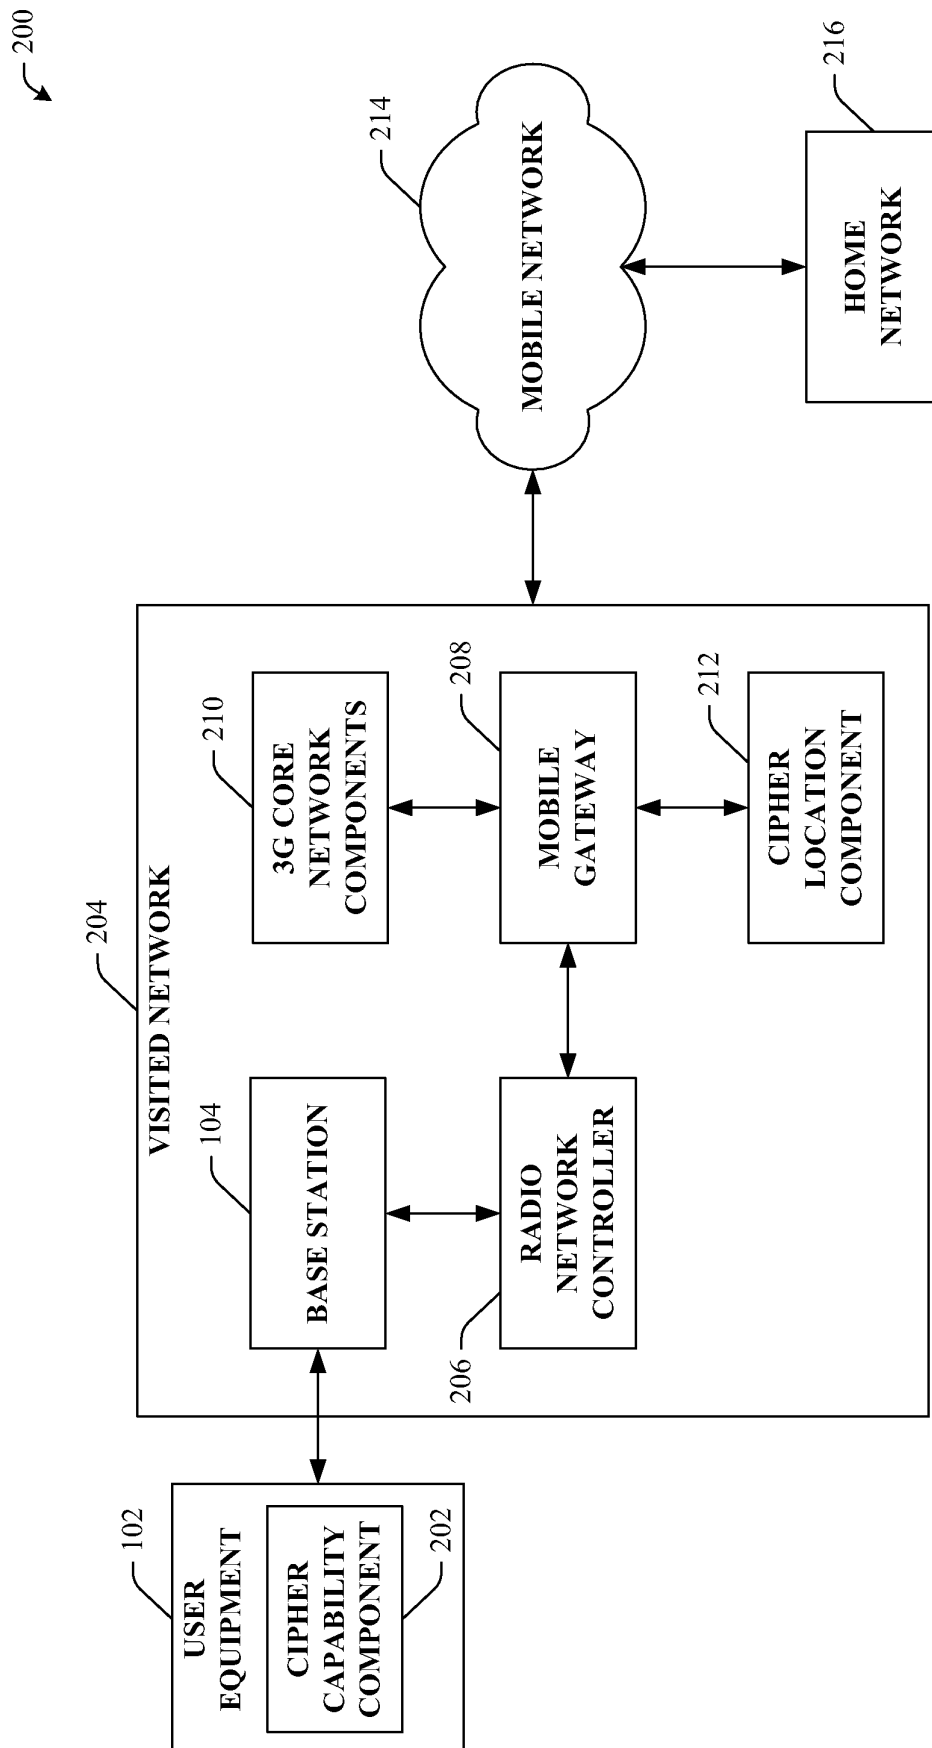 200
102
USER
EQUIPMENT
CIPHER
CAPABILITY
COMPONENT
202
204
VISITED NETWORK
104
BASE STATION
206
RADIO
NETWORK
CONTROLLER
210
3G CORE
NETWORK
COMPONENTS
208
MOBILE
GATEWAY
212
CIPHER
LOCATION
COMPONENT
214
MOBILE NETWORK
216
HOME
NETWORK